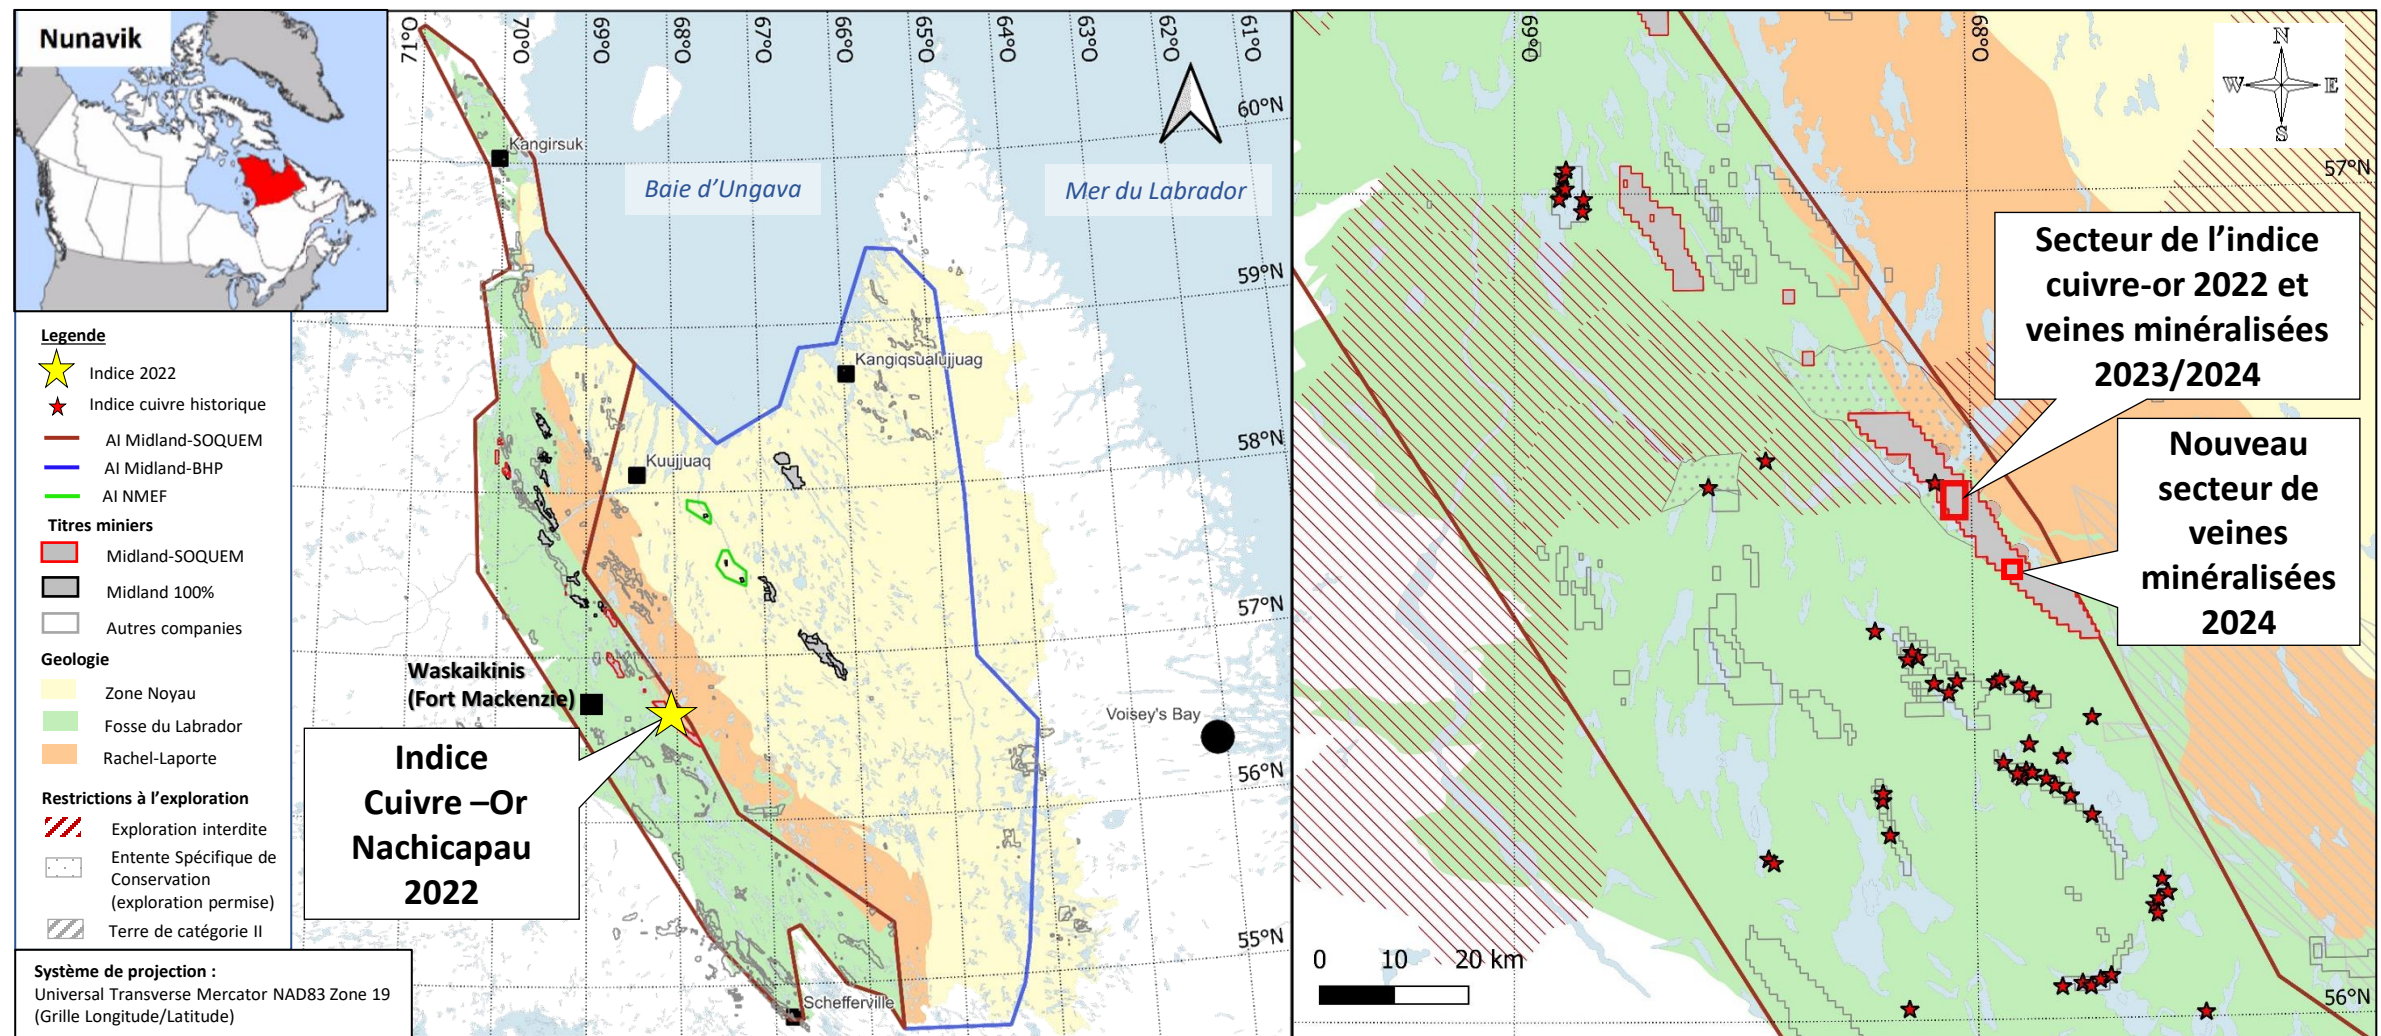 Nunavik
Legende
Indice 2022
Indice cuivre historique
AI Midland-SOQUEM
AI Midland-BHP
AI NMEF
Titres miniers
Midland-SOQUEM
Midland 100%
Autres companies
Geologie
Zone Noyau
Fosse du Labrador
Rachel-Laporte
Restrictions à l'exploration
Exploration interdite
Entente Spécifique de
Conservation
(exploration permise)
Terre de catégorie II
Système de projection :
Universal Transverse Mercator NAD83 Zone 19
(Grille Longitude/Latitude)
71°O
70°O
69°O
68°O
67°O
66°O
65°O
64°O
63°O
62°O
61°O
60°N
59°N
58°N
57°N
56°N
55°N
Kangirsuk
Baie d'Ungava
Mer du Labrador
Kangiqsualujjuag
Kuujjuaq
Waskaikinis
(Fort Mackenzie)
Voisey's Bay
Indice
Cuivre –Or
Nachicapau
2022
Schefferville
69°O
68°O
N
W E
S
57°N
Secteur de l'indice
cuivre-or 2022 et
veines minéralisées
2023/2024
Nouveau
secteur de
veines
minéralisées
2024
0 10 20 km
56°N